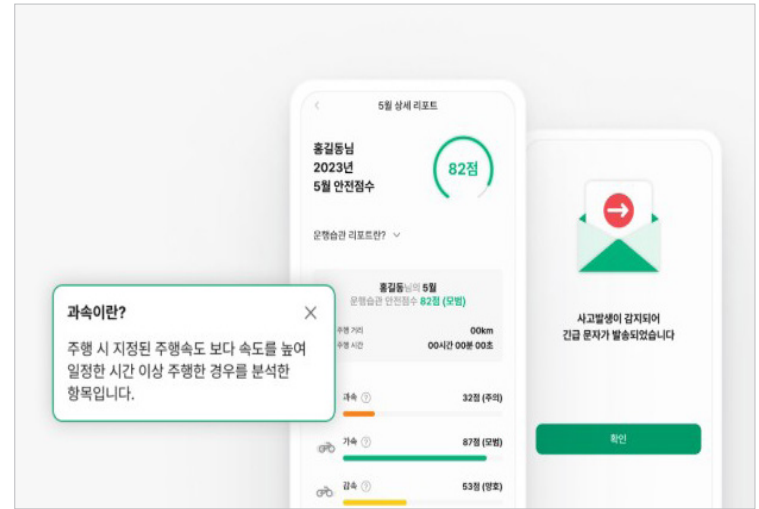 5월 상세 리포트
홍길동님
2023년
5월 안전점수
82점
운행습관 리포트란?
홍길동님의 5월
운행습관 안전점수 82점 (모범)
주행 거리 00km
주행 시간 00시간 00분 00초
과속 ? 32점 (주의)
가속 ? 87점 (모범)
감속 ? 53점 (양호)
과속이란?
주행 시 지정된 주행속도 보다 속도를 높여
일정한 시간 이상 주행한 경우를 분석한
항목입니다.
사고발생이 감지되어
긴급 문자가 발송되었습니다
확인